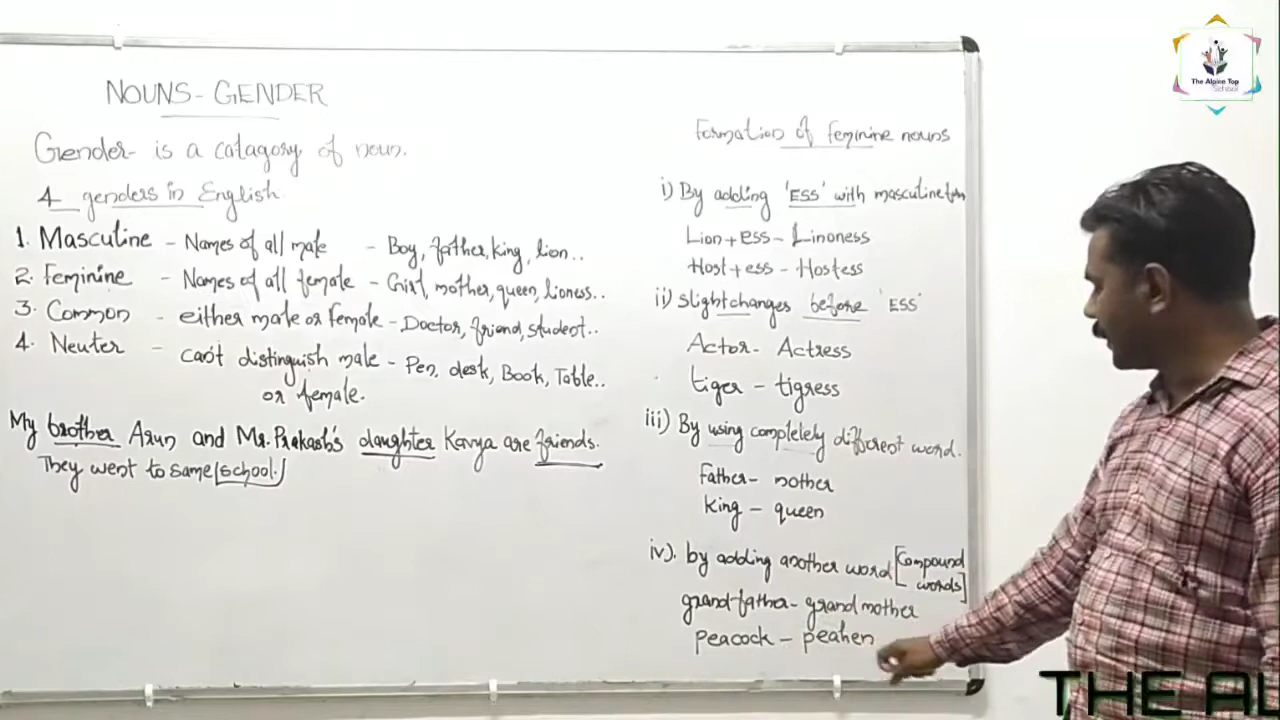 NOUNS - GENDER
Gender - is a catagory of noun.
4 genders in English
1. Masculine - Names of all male - Boy, father, king, lion..
2. Feminine - Names of all female - Girl, mother, queen, lioness..
3. Common - either male or female - Doctor, friend, student..
4. Neuter - can't distinguish male - Pen, desk, Book, Table..
or female.
My brother Arun and Mr. Prakash's daughter Kavya are friends.
They went to same [school.]
Formation of feminine nouns
i) By adding 'ESS' with masculine
Lion + ess - Linoness
Host + ess - Hostess
ii) slight changes before 'ESS'
Actor - Actress
tiger - tigress
iii) By using completely different word.
Father - mother
king - queen
iv). by adding another word [Compound
words]
grand father - grand mother
Peacock - peahen
The Alpine Top
School
THE AL